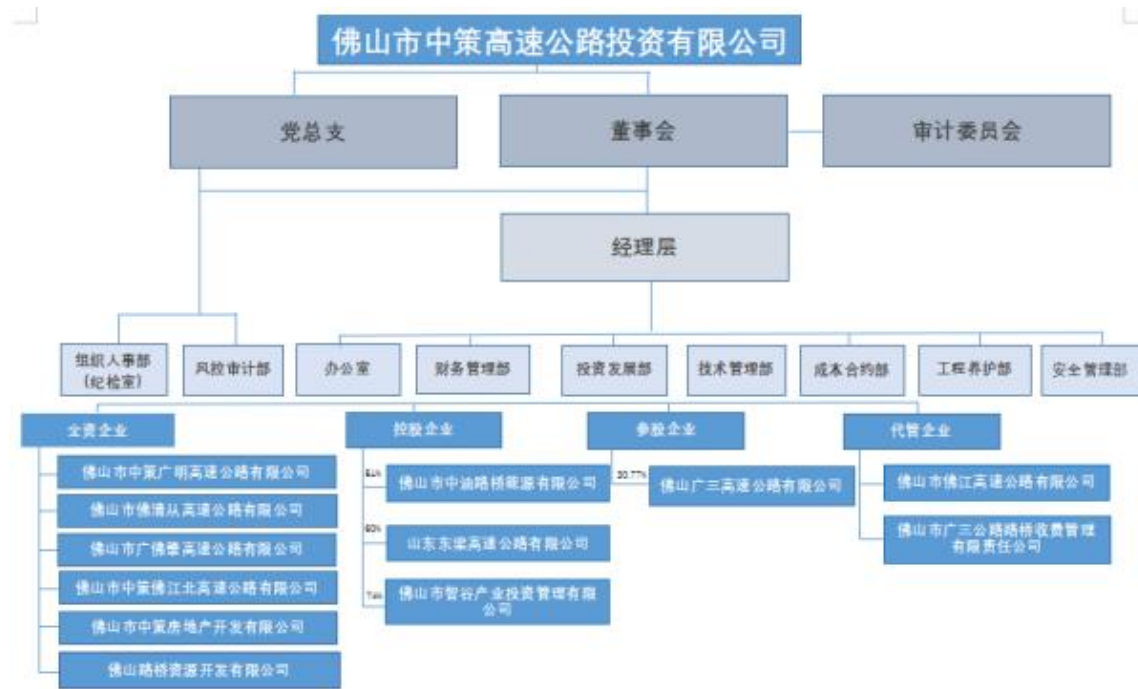 佛山市中策高速公路投资有限公司
党总支
董事会
审计委员会
经理层
组织人事部
(纪检室)
风控审计部
办公室
财务管理部
投资发展部
技术管理部
成本合约部
工程养护部
安全管理部
全资企业
控股企业
参股企业
代管企业
佛山市中策广明高速公路有限公司
佛山市佛清从高速公路有限公司
佛山市广佛肇高速公路有限公司
佛山市中策佛江北高速公路有限公司
佛山市中策房地产开发有限公司
佛山路桥资源开发有限公司
佛山市中油路桥能源有限公司
60%
山东东梁高速公路有限公司
佛山市智谷产业投资管理有限
公司
30.77%
佛山广三高速公路有限公司
佛山市佛江高速公路有限公司
佛山市广三公路路桥收费管理
有限责任公司